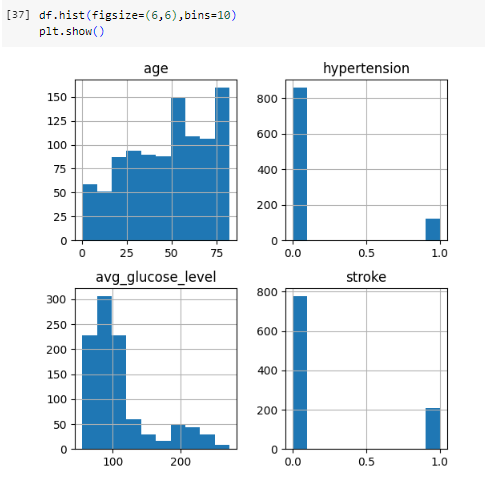 [37] df.hist(figsize=(6,6),bins=10)
plt.show()
age
hypertension
150
125
100
75
50
25
0
0 25 50 75
800
600
400
200
0
0.0 0.5 1.0
avg_glucose_level
stroke
300
250
200
150
100
50
0
100 200
800
600
400
200
0
0.0 0.5 1.0